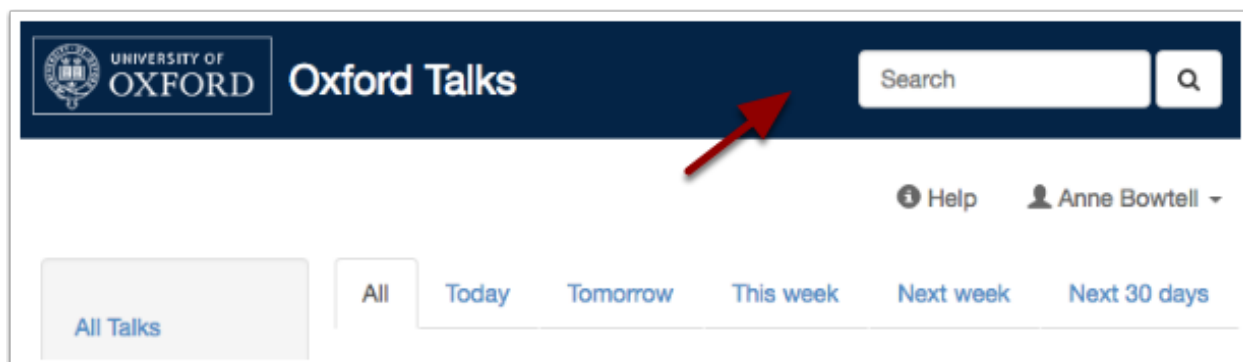 UNIVERSITY OF
OXFORD
Oxford Talks
Search
Help
Anne Bowtell
All Today Tomorrow This week Next week Next 30 days
All Talks